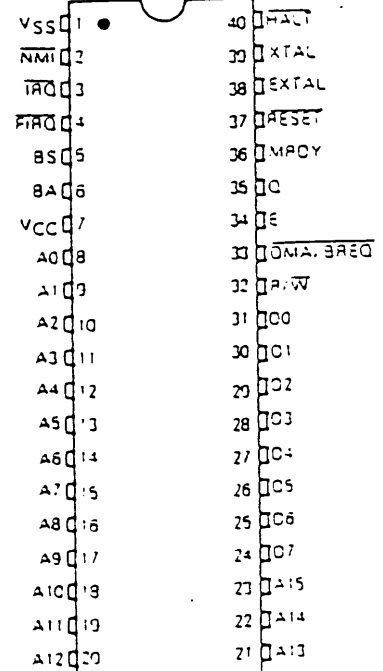 VSS 1 40 HALT
NMI 2 39 XTAL
IRQ 3 38 EXTAL
FIRQ 4 37 RESET
BS 5 36 MRDY
BA 6 35 Q
VCC 7 34 E
A0 8 33 DMA/BREQ
A1 9 32 R/W
A2 10 31 D0
A3 11 30 D1
A4 12 29 D2
A5 13 28 D3
A6 14 27 D4
A7 15 26 D5
A8 16 25 D6
A9 17 24 D7
A10 18 23 A15
A11 19 22 A14
A12 20 21 A13